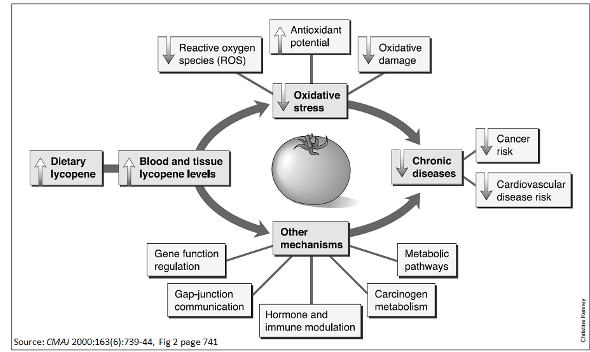 Reactive oxygen
species (ROS)
Antioxidant
potential
Oxidative
damage
Oxidative
stress
Dietary
lycopene
Blood and tissue
lycopene levels
Chronic
diseases
Cancer
risk
Cardiovascular
disease risk
Other
mechanisms
Gene function
regulation
Gap-junction
communication
Hormone and
immune modulation
Carcinogen
metabolism
Metabolic
pathways
Source: CMAJ 2000;163(6):739-44, Fig 2 page 741
Christine Kenney